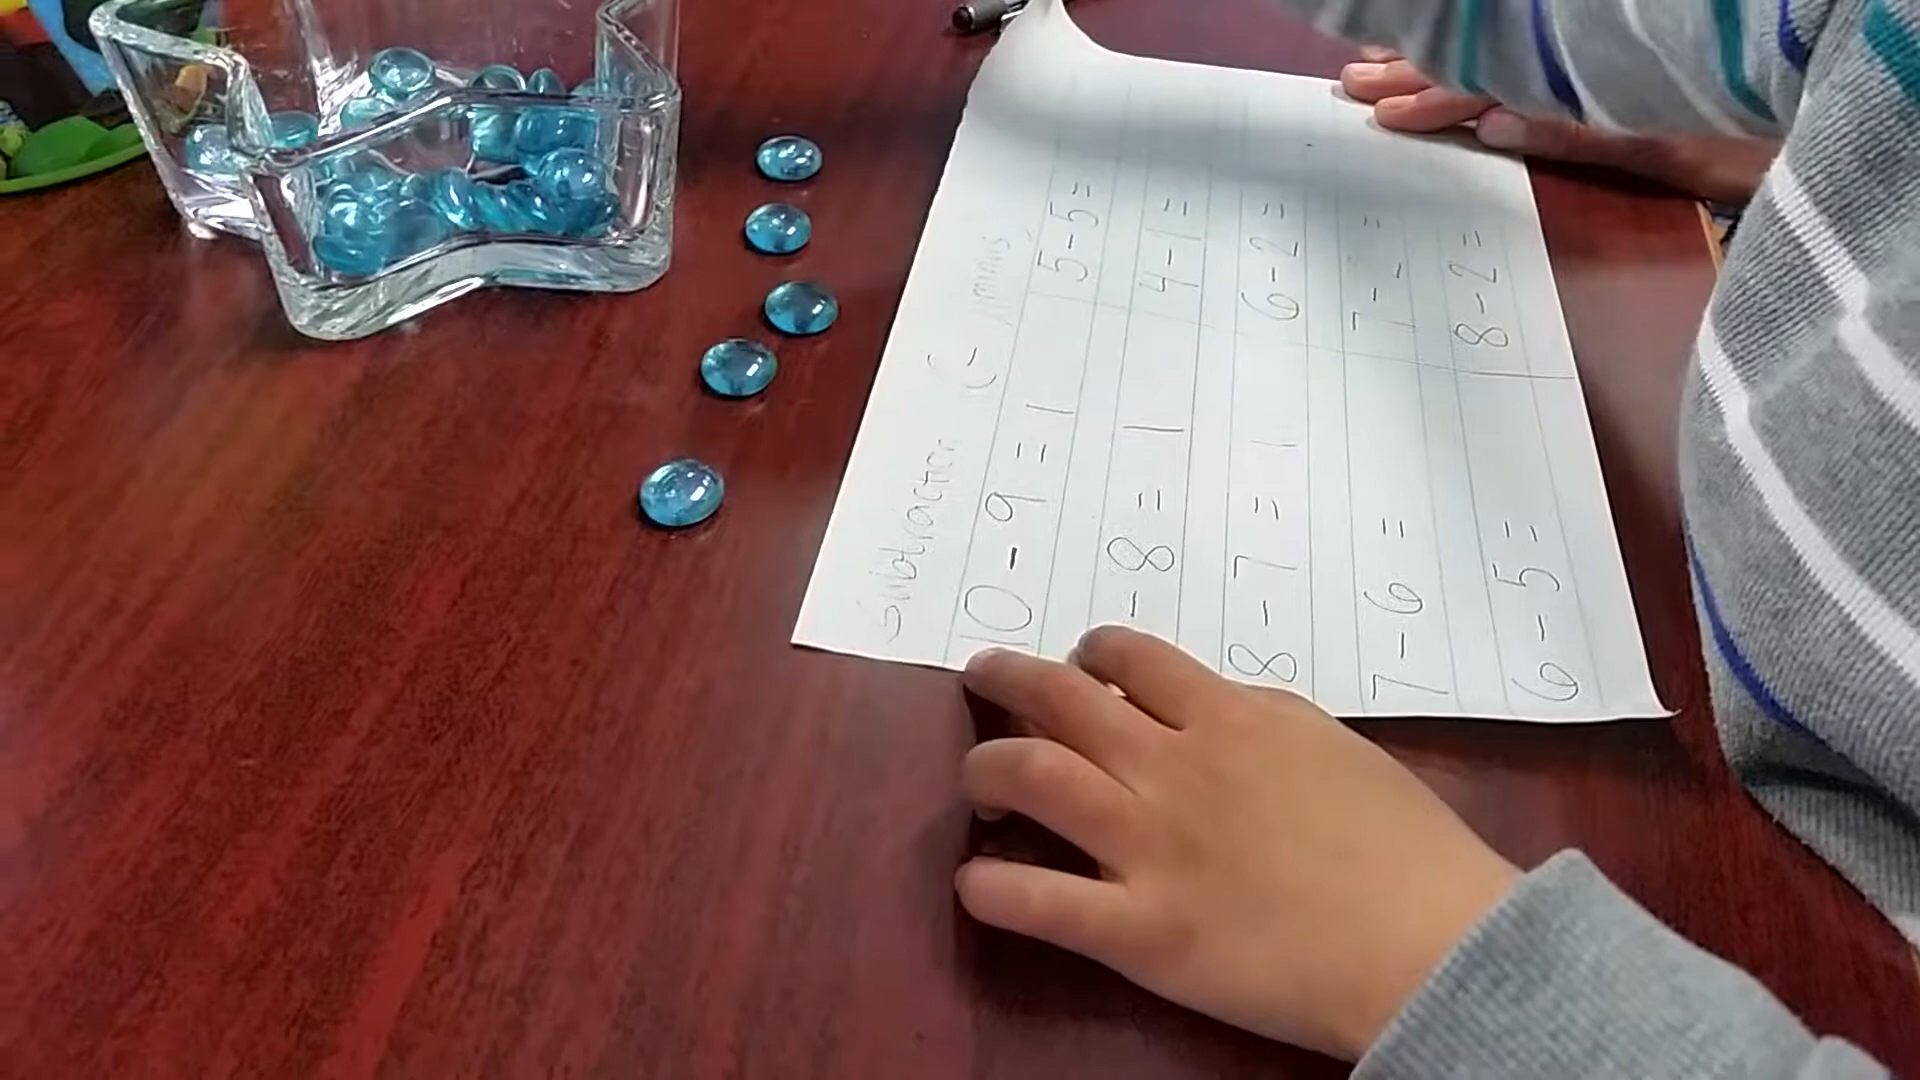 Subtraction (- minus)
10 - 9 = 1
- 8 = 1
8 - 7 = 1
7 - 6 =
6 - 5 =
5 - 5 =
4 - 1 =
6 - 2 =
7 - =
8 - 2 =